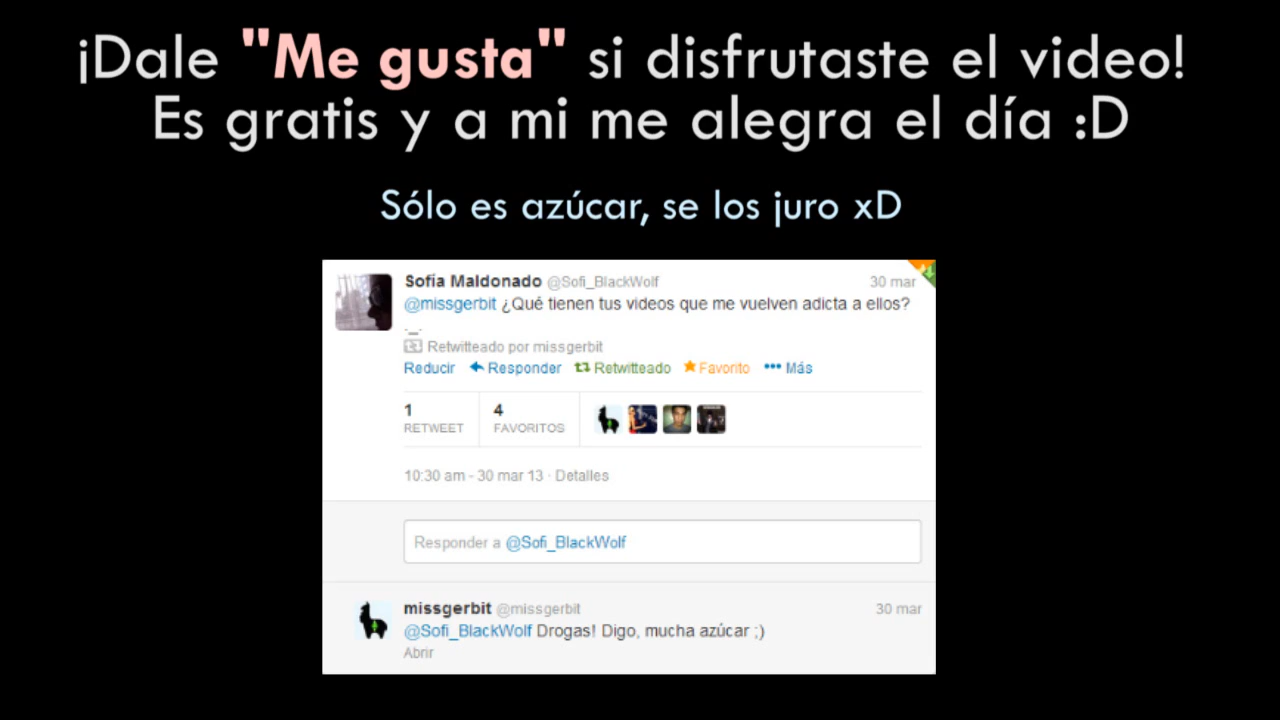 ¡Dale "Me gusta" si disfrutaste el video!
Es gratis y a mi me alegra el día :D
Sólo es azúcar, se los juro xD
Sofía Maldonado @Sofi_BlackWolf 30 mar
@missgerbit ¿Qué tienen tus videos que me vuelven adicta a ellos?
._.
Retwitteado por missgerbit
Reducir Responder Retwitteado Favorito ••• Más
1 4
RETWEET FAVORITOS
10:30 am - 30 mar 13 · Detalles
Responder a @Sofi_BlackWolf
missgerbit @missgerbit 30 mar
@Sofi_BlackWolf Drogas! Digo, mucha azúcar ;)
Abrir